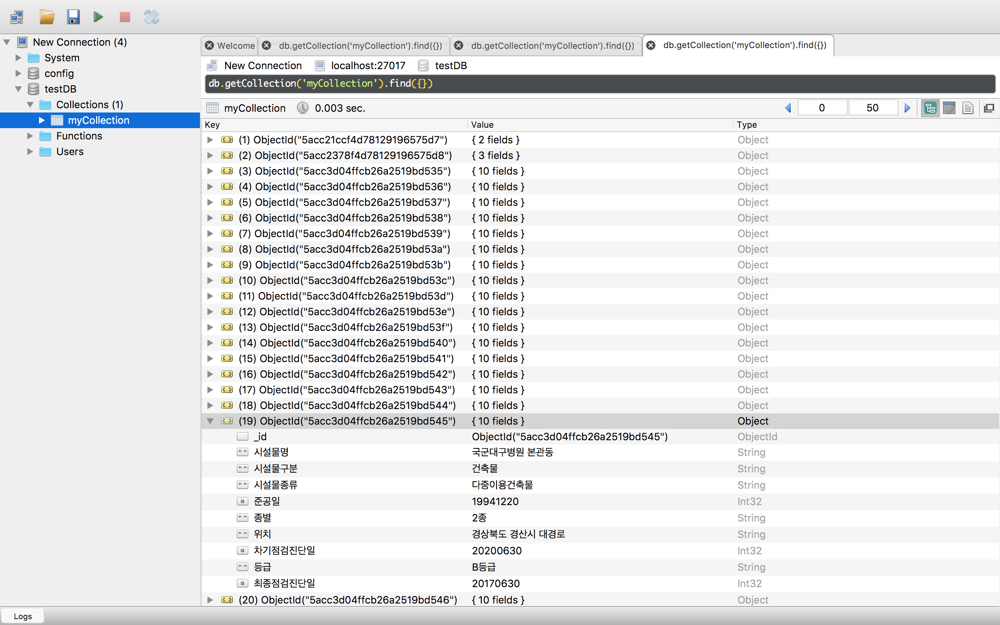 New Connection (4)
System
config
testDB
Collections (1)
myCollection
Functions
Users
Welcome
db.getCollection('myCollection').find({})
db.getCollection('myCollection').find({})
db.getCollection('myCollection').find({})
New Connection localhost:27017 testDB
db.getCollection('myCollection').find({})
myCollection 0.003 sec. 0 50
Key Value Type
(1) ObjectId("5acc21ccf4d78129196575d7") { 2 fields } Object
(2) ObjectId("5acc2378f4d78129196575d8") { 3 fields } Object
(3) ObjectId("5acc3d04ffcb26a2519bd535") { 10 fields } Object
(4) ObjectId("5acc3d04ffcb26a2519bd536") { 10 fields } Object
(5) ObjectId("5acc3d04ffcb26a2519bd537") { 10 fields } Object
(6) ObjectId("5acc3d04ffcb26a2519bd538") { 10 fields } Object
(7) ObjectId("5acc3d04ffcb26a2519bd539") { 10 fields } Object
(8) ObjectId("5acc3d04ffcb26a2519bd53a") { 10 fields } Object
(9) ObjectId("5acc3d04ffcb26a2519bd53b") { 10 fields } Object
(10) ObjectId("5acc3d04ffcb26a2519bd53c") { 10 fields } Object
(11) ObjectId("5acc3d04ffcb26a2519bd53d") { 10 fields } Object
(12) ObjectId("5acc3d04ffcb26a2519bd53e") { 10 fields } Object
(13) ObjectId("5acc3d04ffcb26a2519bd53f") { 10 fields } Object
(14) ObjectId("5acc3d04ffcb26a2519bd540") { 10 fields } Object
(15) ObjectId("5acc3d04ffcb26a2519bd541") { 10 fields } Object
(16) ObjectId("5acc3d04ffcb26a2519bd542") { 10 fields } Object
(17) ObjectId("5acc3d04ffcb26a2519bd543") { 10 fields } Object
(18) ObjectId("5acc3d04ffcb26a2519bd544") { 10 fields } Object
(19) ObjectId("5acc3d04ffcb26a2519bd545") { 10 fields } Object
_id ObjectId("5acc3d04ffcb26a2519bd545") ObjectId
시설물명 국군대구병원 본관동 String
시설물구분 건축물 String
시설물종류 다중이용건축물 String
준공일 19941220 Int32
종별 2종 String
위치 경상북도 경산시 대경로 String
차기점검진단일 20200630 Int32
등급 B등급 String
최종점검진단일 20170630 Int32
(20) ObjectId("5acc3d04ffcb26a2519bd546") { 10 fields } Object
Logs